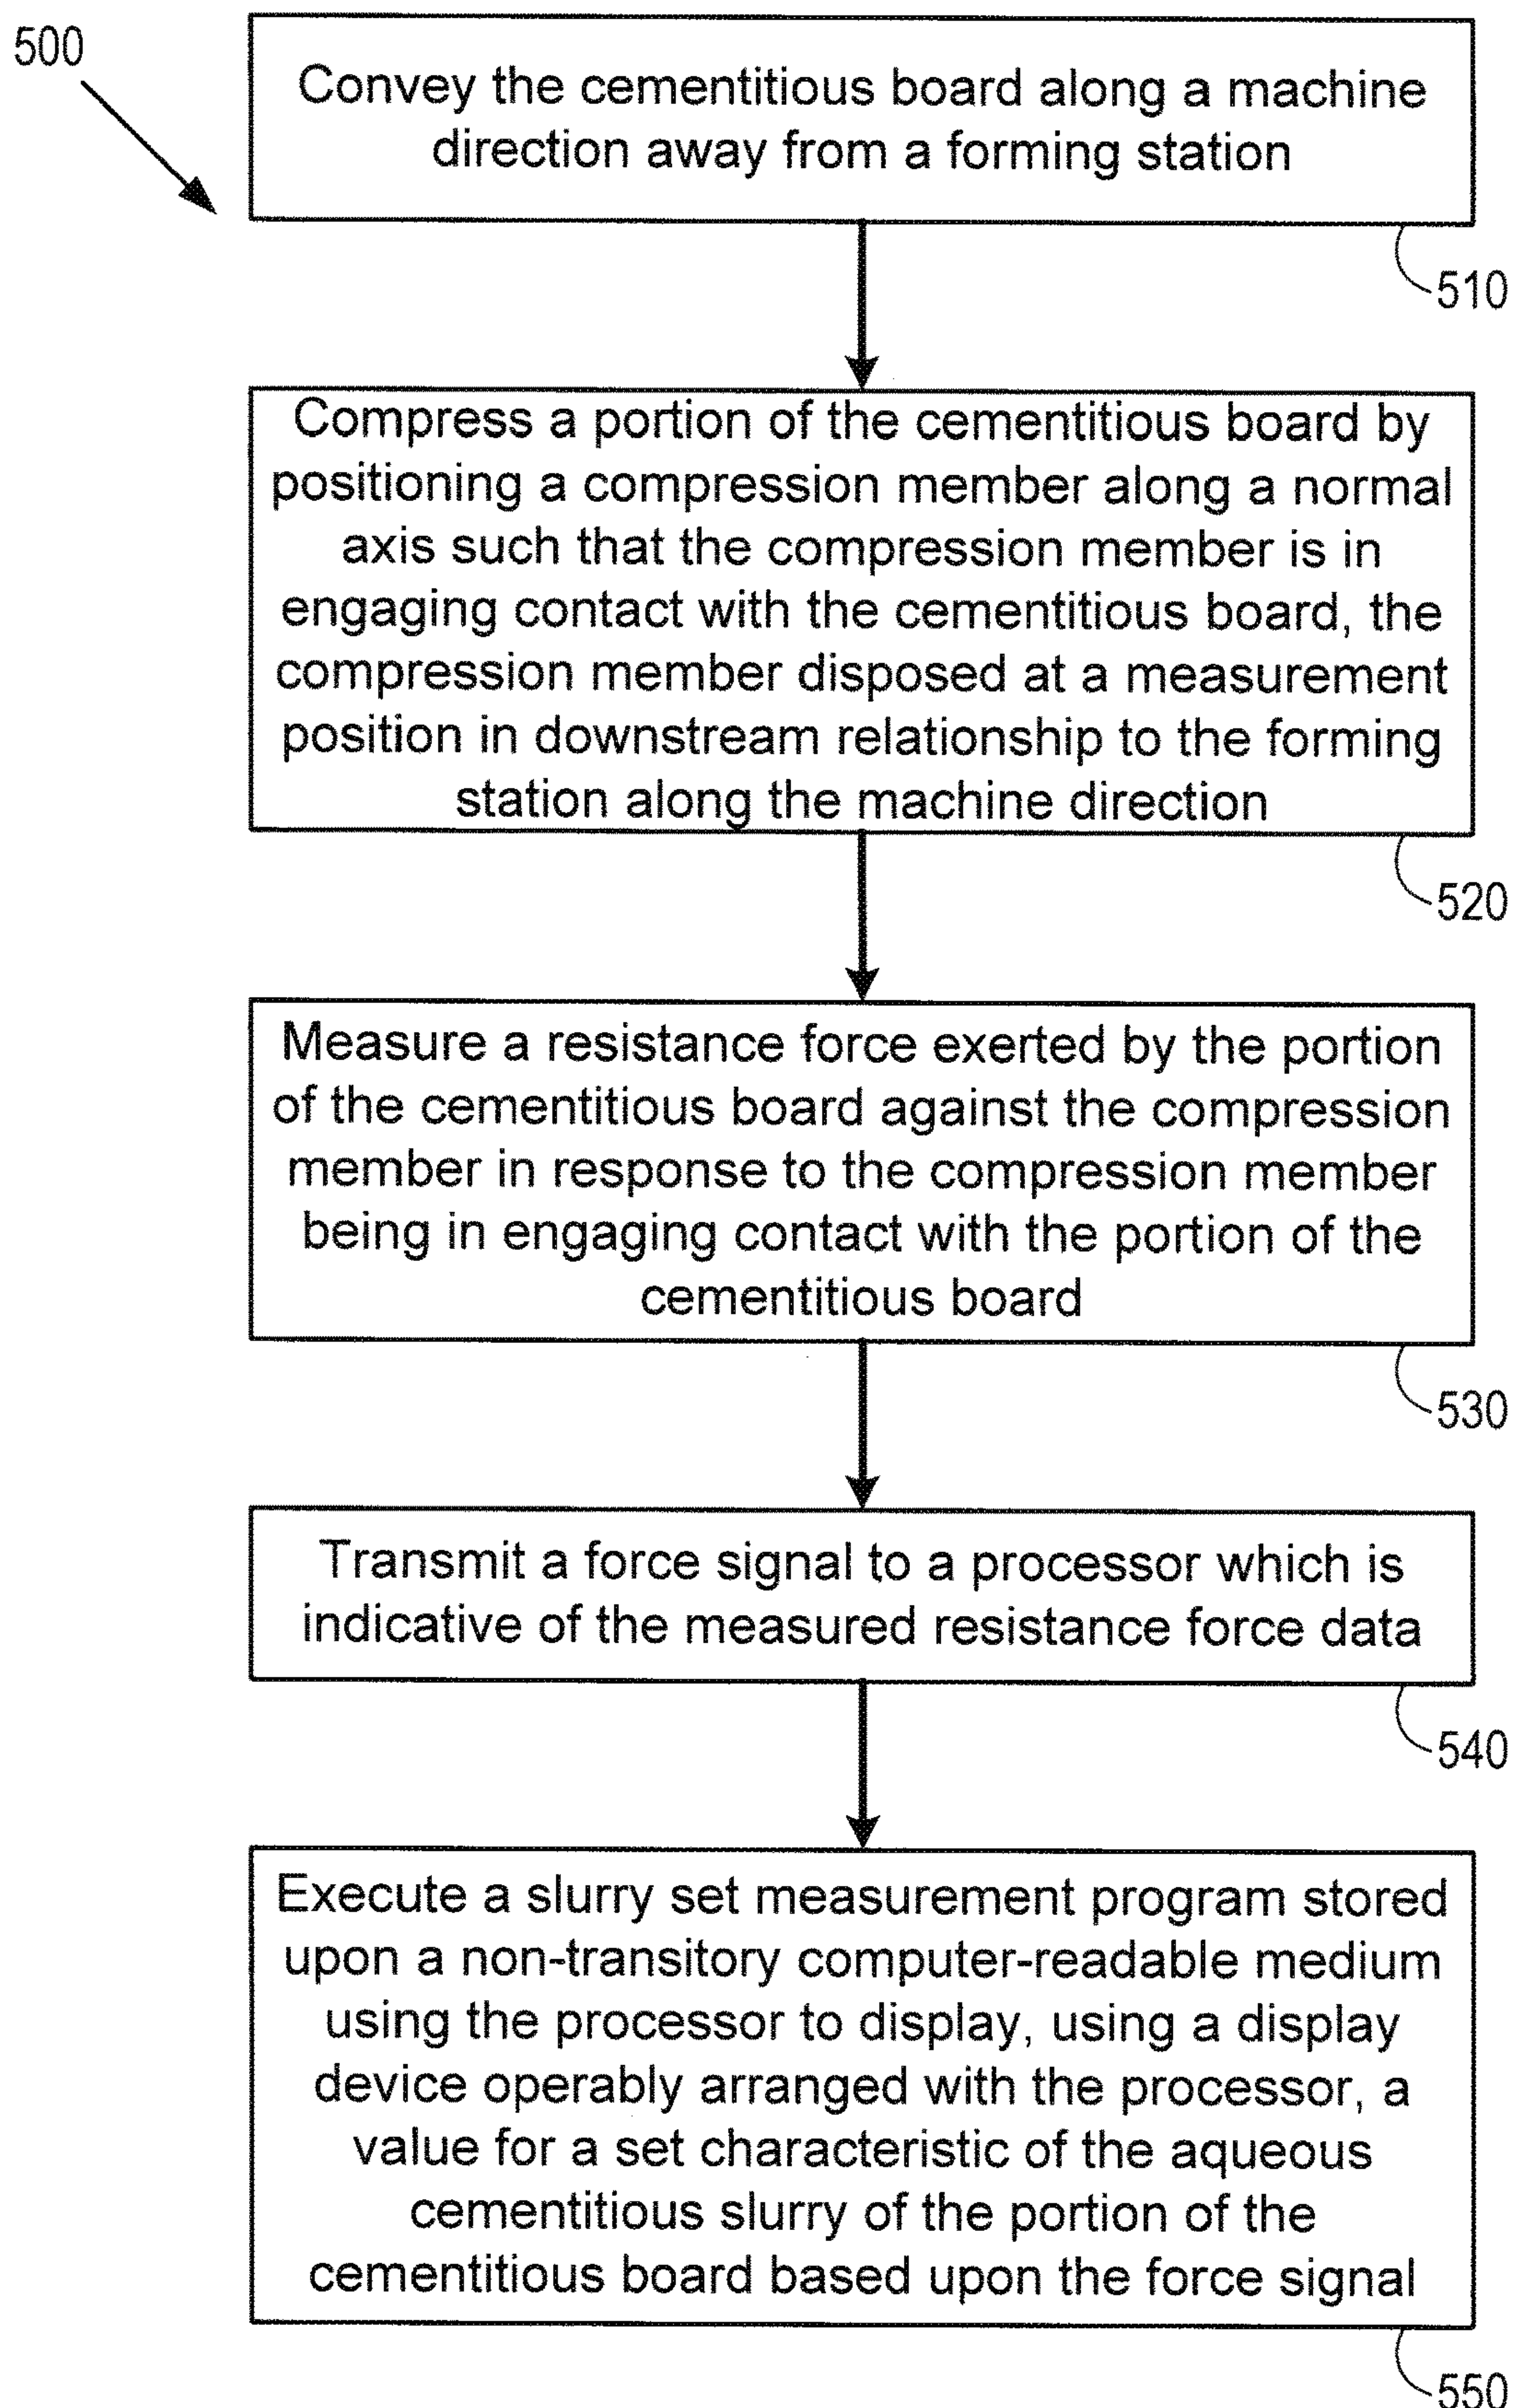 500
Convey the cementitious board along a machine
direction away from a forming station
510
Compress a portion of the cementitious board by
positioning a compression member along a normal
axis such that the compression member is in
engaging contact with the cementitious board, the
compression member disposed at a measurement
position in downstream relationship to the forming
station along the machine direction
520
Measure a resistance force exerted by the portion
of the cementitious board against the compression
member in response to the compression member
being in engaging contact with the portion of the
cementitious board
530
Transmit a force signal to a processor which is
indicative of the measured resistance force data
540
Execute a slurry set measurement program stored
upon a non-transitory computer-readable medium
using the processor to display, using a display
device operably arranged with the processor, a
value for a set characteristic of the aqueous
cementitious slurry of the portion of the
cementitious board based upon the force signal
550